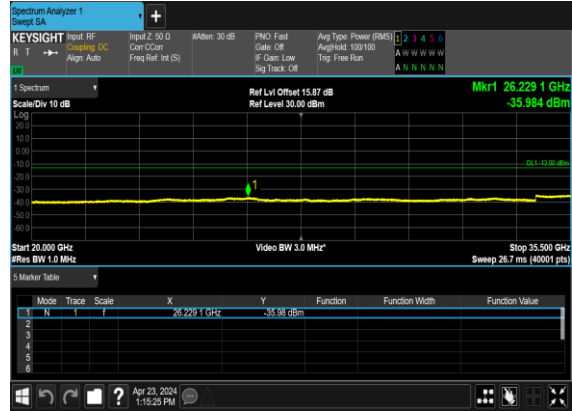 Spectrum Analyzer 1
Swept SA
+
KEYSIGHT Input: RF Input Z: 50 Ω #Atten: 30 dB PNO: Fast Avg Type: Power (RMS) 1 2 3 4 5 6
R T Coupling: DC Corr CCorr Gate: Off Avg|Hold: 100/100 A W W W W W
Align: Auto Freq Ref: Int (S) IF Gain: Low Trig: Free Run
Sig Track: Off A N N N N N
1 Spectrum Ref Lvl Offset 15.87 dB Mkr1 26.229 1 GHz
Scale/Div 10 dB Ref Level 30.00 dBm -35.984 dBm
Log
20.0
10.0
0.00
-10.0 DL1 -13.00 dBm
-20.0
-30.0 1
-40.0
-50.0
-60.0
Start 20.000 GHz Video BW 3.0 MHz* Stop 35.500 GHz
#Res BW 1.0 MHz Sweep 26.7 ms (40001 pts)
5 Marker Table
Mode Trace Scale X Y Function Function Width Function Value
1 N 1 f 26.229 1 GHz -35.98 dBm
2
3
4
5
6
? Apr 23, 2024
1:15:25 PM